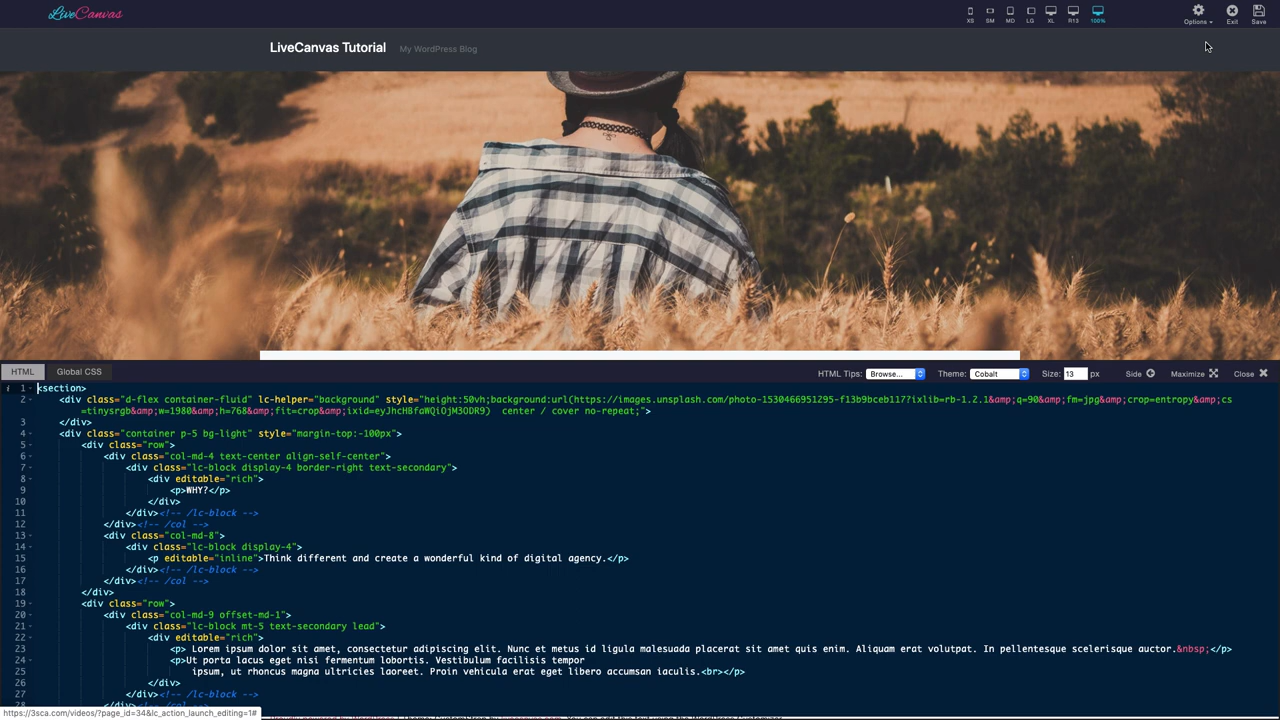 LiveCanvas
XS SM MD LG XL R13 100% Options Exit Save
LiveCanvas Tutorial My WordPress Blog
HTML Global CSS HTML Tips: Browse... Theme: Cobalt Size: 13 px Side Maximize Close
1 <section>
2 <div class="d-flex container-fluid" lc-helper="background" style="height:50vh;background:url(https://images.unsplash.com/photo-1530466951295-f13b9bceb117?ixlib=rb-1.2.1&amp;q=90&amp;fm=jpg&amp;crop=entropy&amp;cs
=tinysrgb&amp;w=1980&amp;h=768&amp;fit=crop&amp;ixid=eyJhcHBfaWQiOjM3ODR9)  center / cover no-repeat;">
3 </div>
4 <div class="container p-5 bg-light" style="margin-top:-100px">
5 <div class="row">
6 <div class="col-md-4 text-center align-self-center">
7 <div class="lc-block display-4 border-right text-secondary">
8 <div editable="rich">
9 <p>WHY?</p>
10 </div>
11 </div><!-- /lc-block -->
12 </div><!-- /col -->
13 <div class="col-md-8">
14 <div class="lc-block display-4">
15 <p editable="inline">Think different and create a wonderful kind of digital agency.</p>
16 </div><!-- /lc-block -->
17 </div><!-- /col -->
18 </div>
19 <div class="row">
20 <div class="col-md-9 offset-md-1">
21 <div class="lc-block mt-5 text-secondary lead">
22 <div editable="rich">
23 <p> Lorem ipsum dolor sit amet, consectetur adipiscing elit. Nunc et metus id ligula malesuada placerat sit amet quis enim. Aliquam erat volutpat. In pellentesque scelerisque auctor.&nbsp;</p>
24 <p>Ut porta lacus eget nisi fermentum lobortis. Vestibulum facilisis tempor
25 ipsum, ut rhoncus magna ultricies laoreet. Proin vehicula erat eget libero accumsan iaculis.<br></p>
26 </div>
27 </div><!-- /lc-block -->
28 </div><!-- /col -->
https://3sca.com/videos/?page_id=34&lc_action_launch_editing=1#